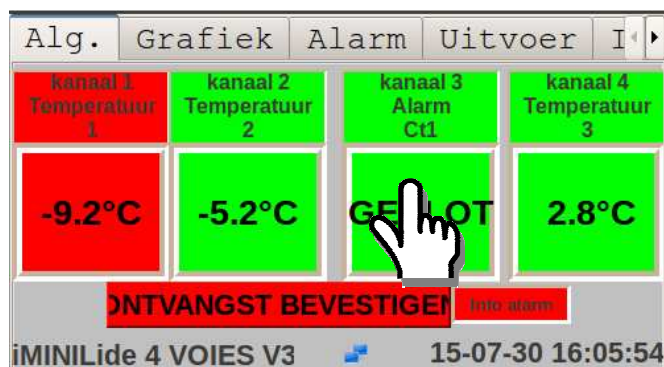 Alg. Grafiek Alarm Uitvoer
kanaal 1 kanaal 2 kanaal 3 kanaal 4
Temperatuur Temperatuur Alarm Temperatuur
1 2 Ct1 3
-9.2°C -5.2°C 2.8°C
ONTVANGST BEVESTIGEN Info alarm
iMINILide 4 VOIES V3 15-07-30 16:05:54